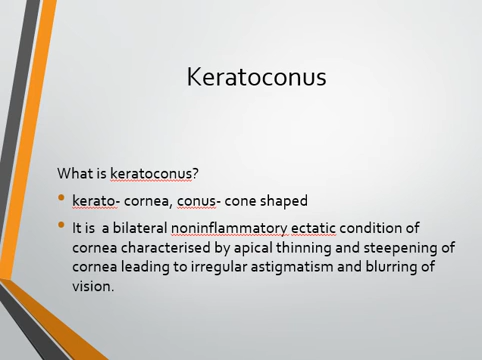 Keratoconus
What is keratoconus?
• kerato- cornea, conus- cone shaped
• It is  a bilateral noninflammatory ectatic condition of
cornea characterised by apical thinning and steepening of
cornea leading to irregular astigmatism and blurring of
vision.